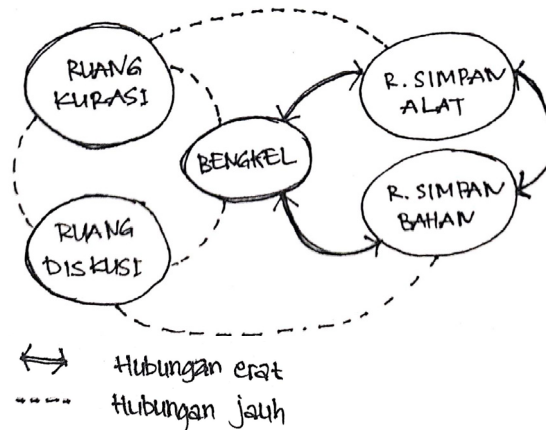 RUANG
KURASI
R. SIMPAN
ALAT
BENGKEL
R. SIMPAN
BAHAN
RUANG
DISKUSI
Hubungan erat
Hubungan jauh